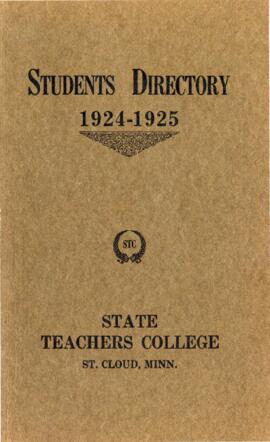 STUDENTS DIRECTORY
1924-1925
STC
STATE
TEACHERS COLLEGE
ST. CLOUD, MINN.